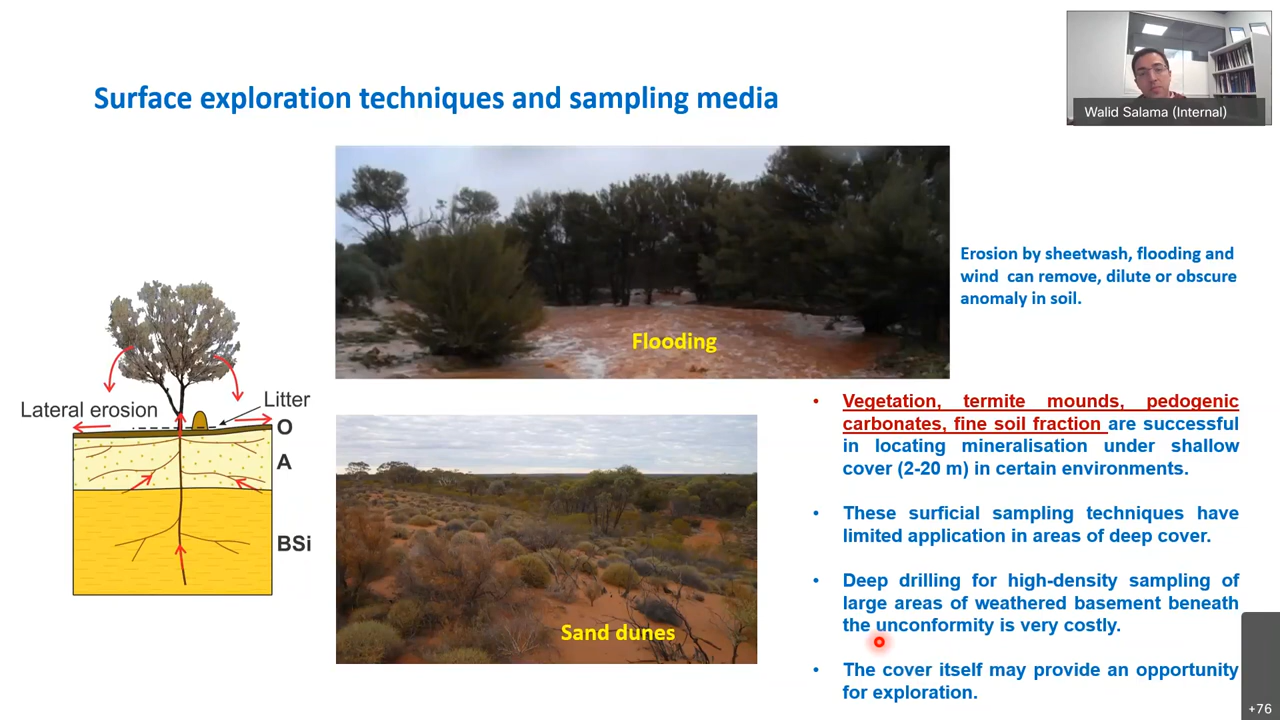 Walid Salama (Internal)
Surface exploration techniques and sampling media
Flooding
Erosion by sheetwash, flooding and
wind can remove, dilute or obscure
anomaly in soil.
Lateral erosion
Litter
O
A
BSi
Sand dunes
• Vegetation, termite mounds, pedogenic
carbonates, fine soil fraction are successful
in locating mineralisation under shallow
cover (2-20 m) in certain environments.
• These surficial sampling techniques have
limited application in areas of deep cover.
• Deep drilling for high-density sampling of
large areas of weathered basement beneath
the unconformity is very costly.
• The cover itself may provide an opportunity
for exploration.
+76